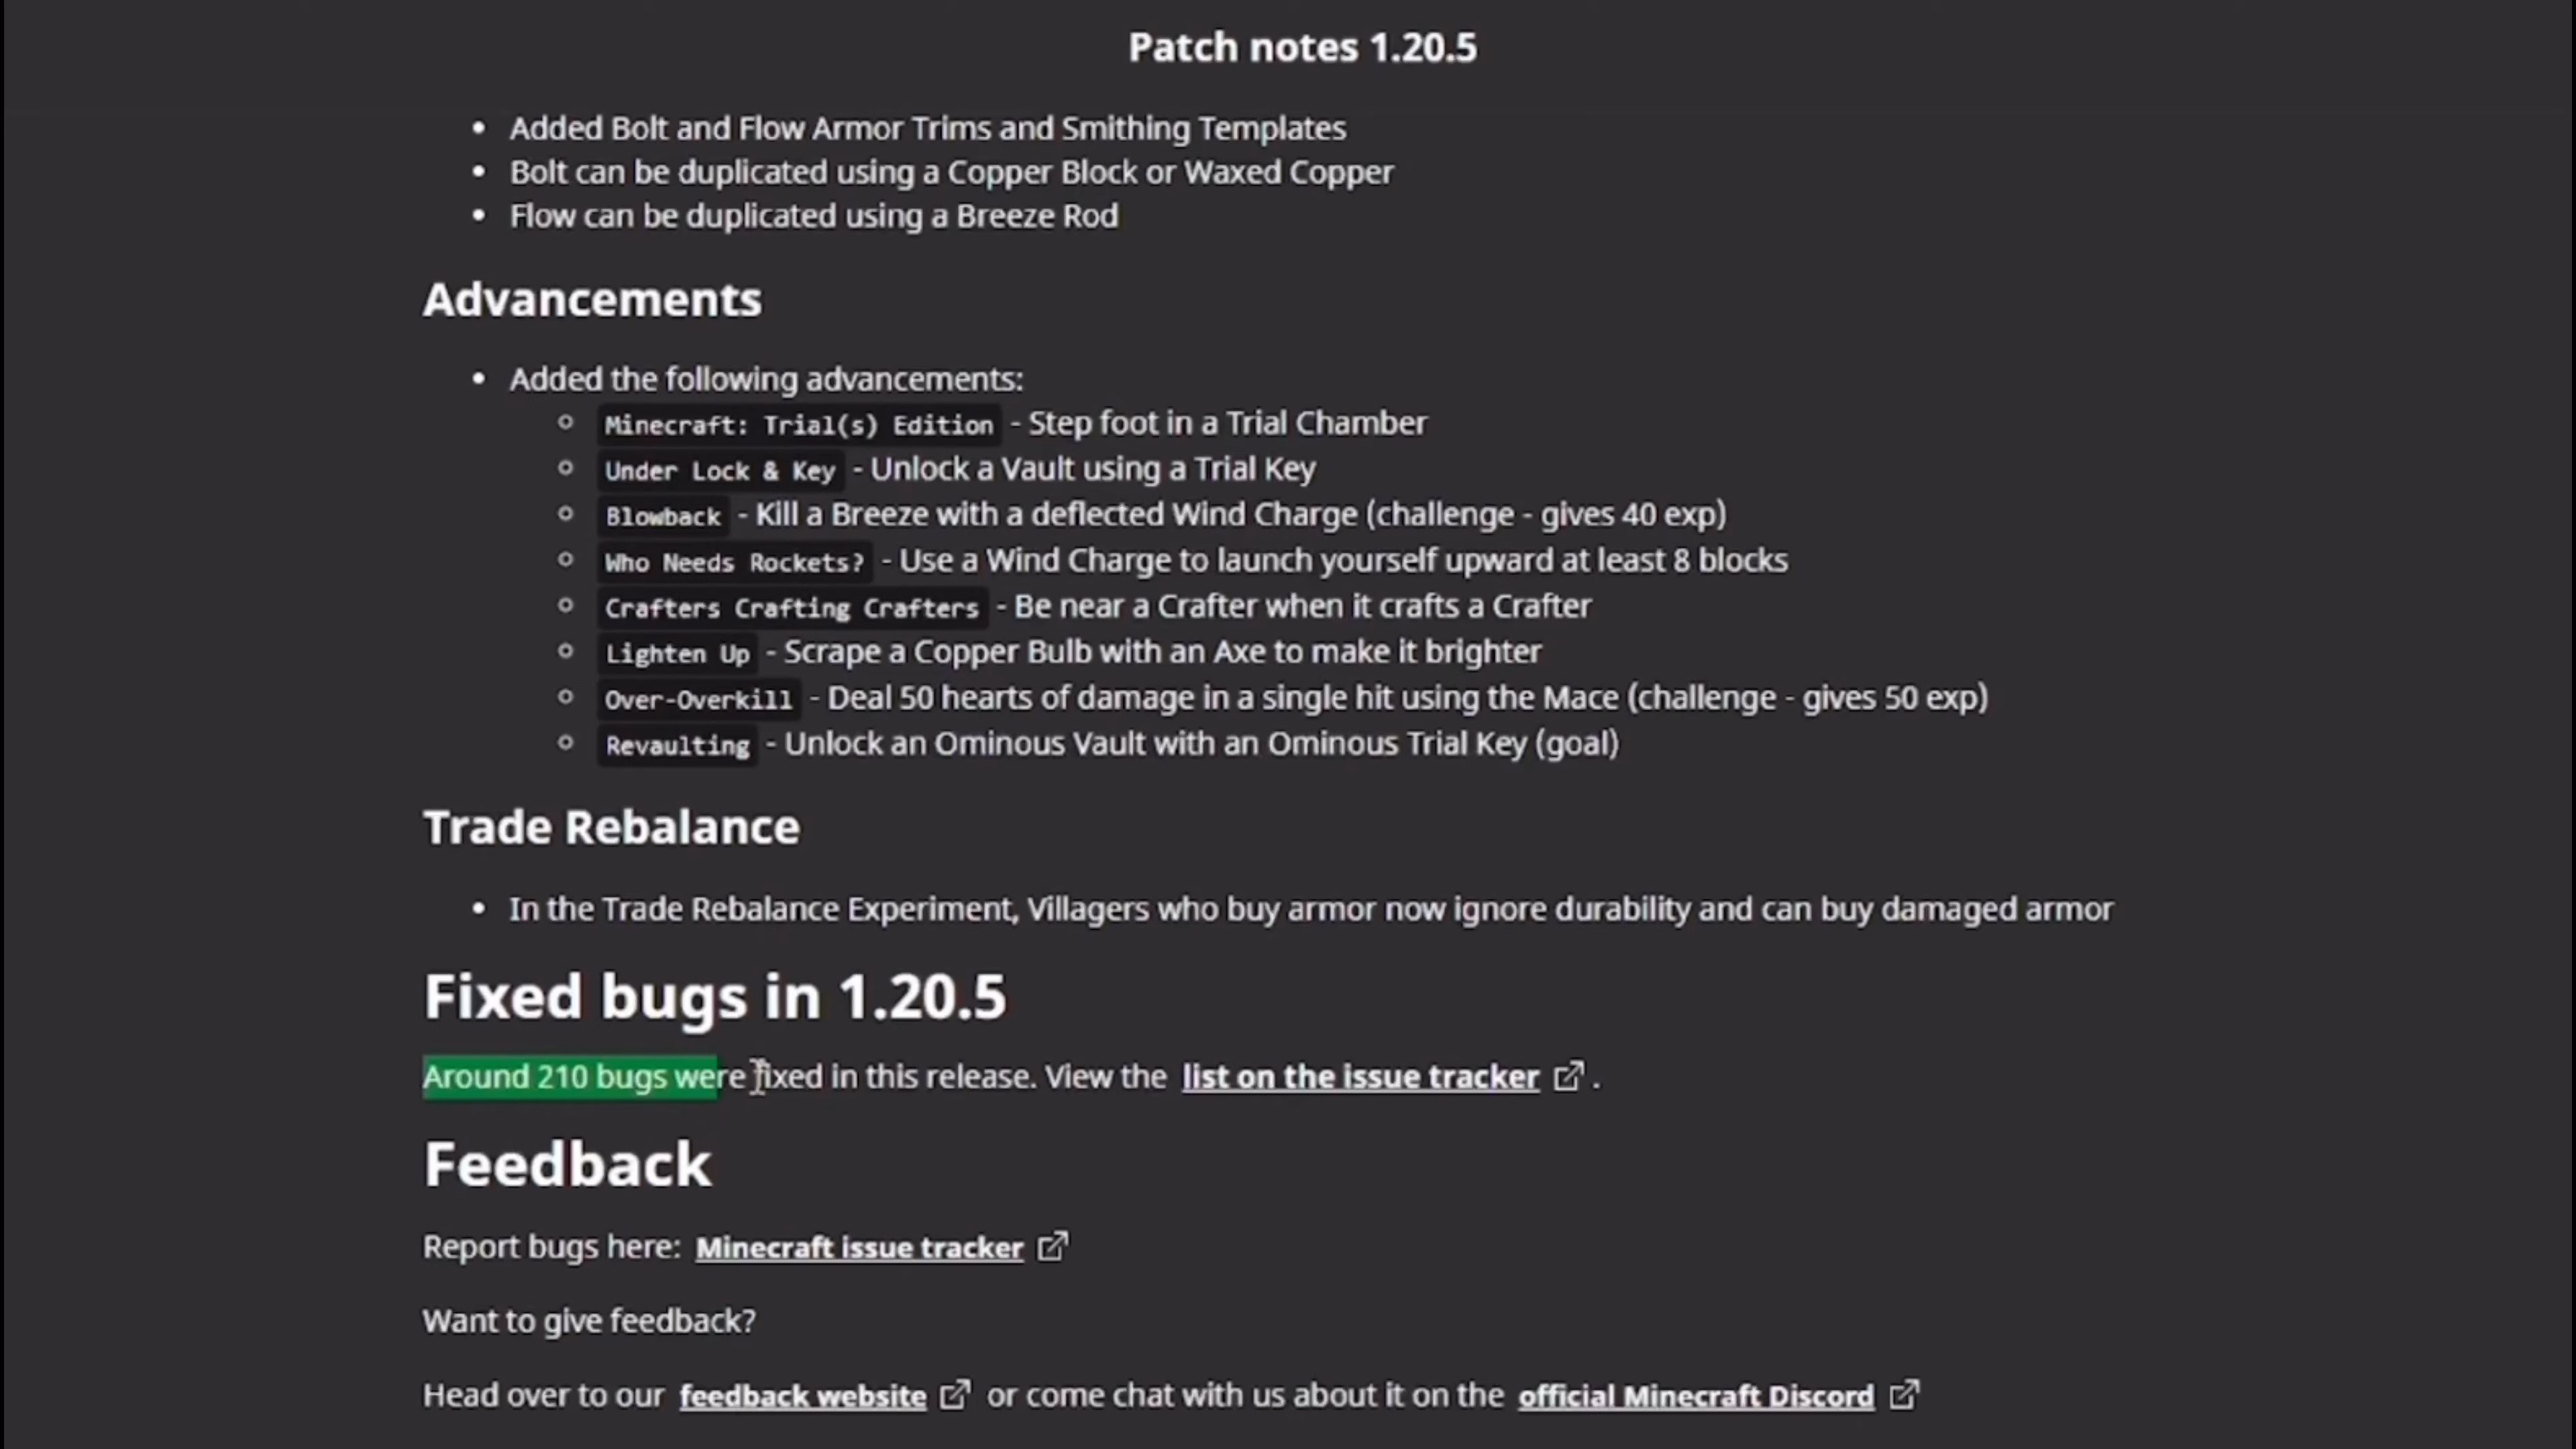 Patch notes 1.20.5
• Added Bolt and Flow Armor Trims and Smithing Templates
• Bolt can be duplicated using a Copper Block or Waxed Copper
• Flow can be duplicated using a Breeze Rod
Advancements
• Added the following advancements:
○ Minecraft: Trial(s) Edition - Step foot in a Trial Chamber
○ Under Lock & Key - Unlock a Vault using a Trial Key
○ Blowback - Kill a Breeze with a deflected Wind Charge (challenge - gives 40 exp)
○ Who Needs Rockets? - Use a Wind Charge to launch yourself upward at least 8 blocks
○ Crafters Crafting Crafters - Be near a Crafter when it crafts a Crafter
○ Lighten Up - Scrape a Copper Bulb with an Axe to make it brighter
○ Over-Overkill - Deal 50 hearts of damage in a single hit using the Mace (challenge - gives 50 exp)
○ Revaulting - Unlock an Ominous Vault with an Ominous Trial Key (goal)
Trade Rebalance
• In the Trade Rebalance Experiment, Villagers who buy armor now ignore durability and can buy damaged armor
Fixed bugs in 1.20.5
Around 210 bugs were fixed in this release. View the list on the issue tracker .
Feedback
Report bugs here: Minecraft issue tracker
Want to give feedback?
Head over to our feedback website or come chat with us about it on the official Minecraft Discord